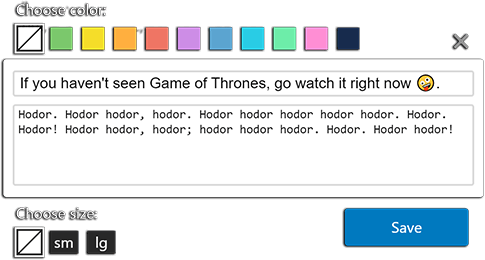 Choose color:
If you haven't seen Game of Thrones, go watch it right now 🤪.
Hodor. Hodor hodor, hodor. Hodor hodor hodor hodor hodor. Hodor.
Hodor! Hodor hodor, hodor; hodor hodor hodor. Hodor. Hodor hodor!
Choose size:
sm lg
Save